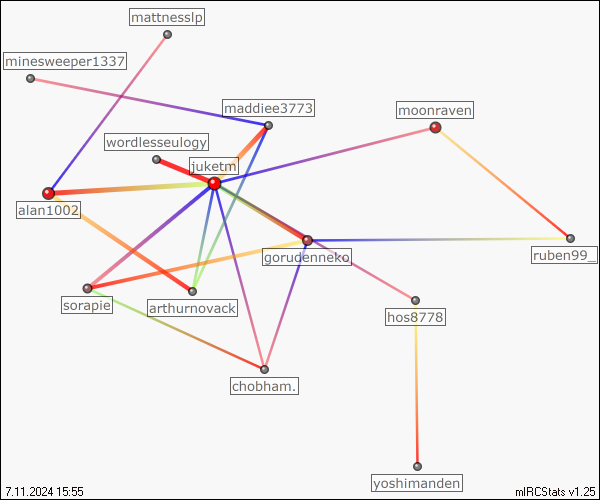 mattnesslp
minesweeper1337
maddiee3773
moonraven
wordlesseulogy
juketm
alan1002
gorudenneko
ruben99_
sorapie
arthurnovack
hos8778
chobham.
yoshimanden
7.11.2024 15:55
mIRCStats v1.25